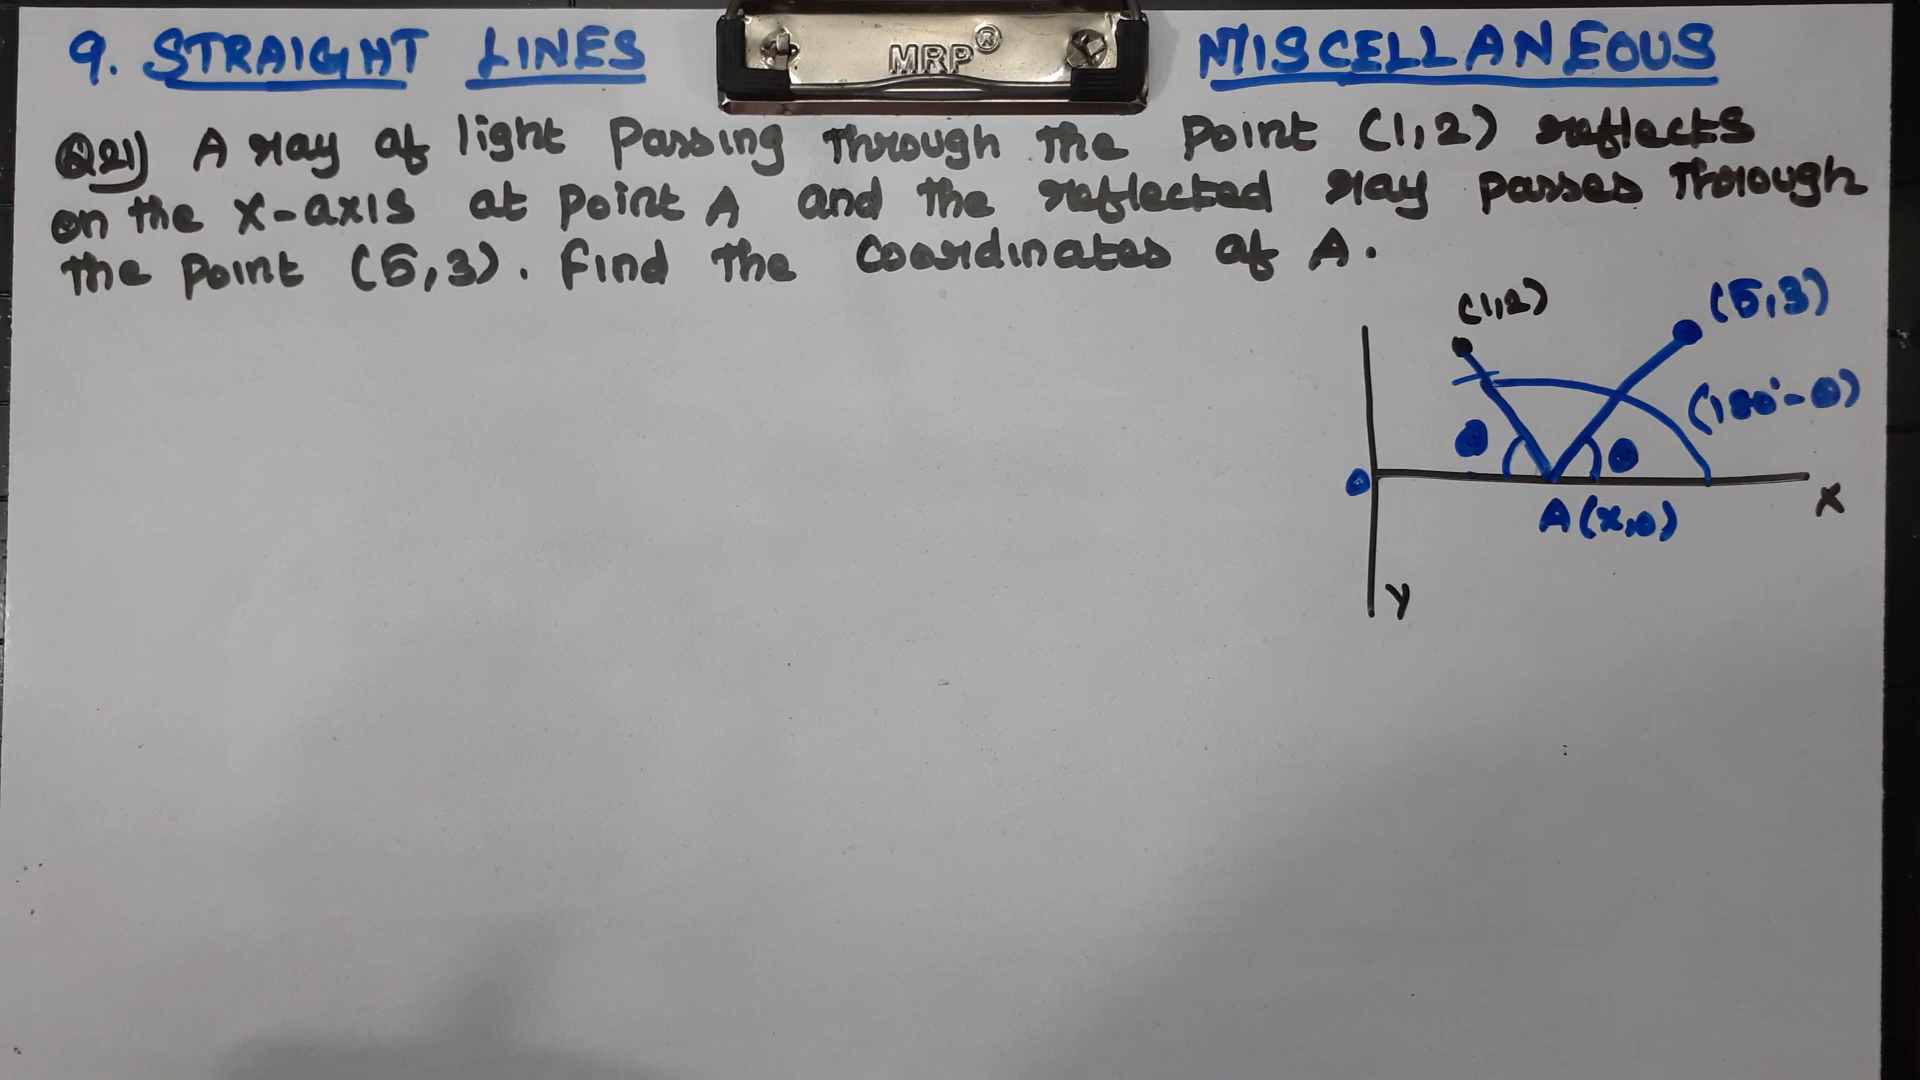 9. STRAIGHT LINES
MRP®
MISCELLANEOUS
Q21) A ray of light passing through the point (1,2) reflects
on the x-axis at point A and the reflected ray passes through
the point (5,3). Find the coordinates of A.
(1,2)
(5,3)
(180°-θ)
θ
θ
O
A(x,0)
X
Y